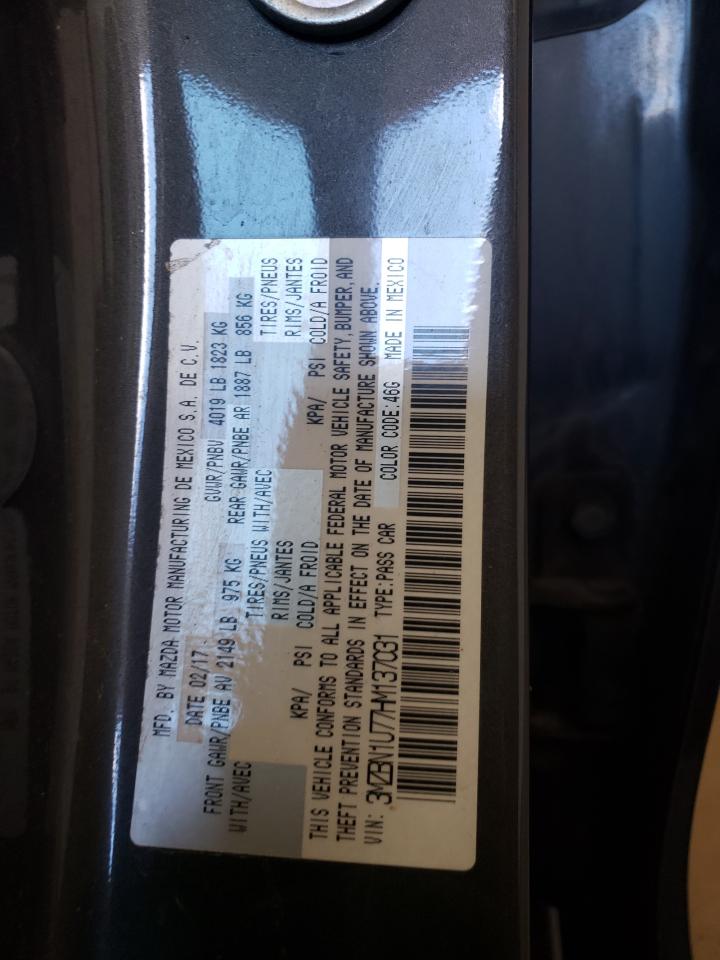 MFD. BY MAZDA MOTOR MANUFACTURING DE MEXICO S.A. DE C.V.
DATE 02/17 GVWR/PNBV 4019 LB 1823 KG
FRONT GAWR/PNBE AV 2149 LB 975 KG REAR GAWR/PNBE AR 1887 LB 856 KG
WITH/AVEC TIRES/PNEUS WITH/AVEC TIRES/PNEUS
RIMS/JANTES RIMS/JANTES
KPA/ PSI COLD/A FROID KPA/ PSI COLD/A FROID
THIS VEHICLE CONFORMS TO ALL APPLICABLE FEDERAL MOTOR VEHICLE SAFETY, BUMPER, AND
THEFT PREVENTION STANDARDS IN EFFECT ON THE DATE OF MANUFACTURE SHOWN ABOVE.
VIN: 3MZBN1U77HM137031 TYPE:PASS CAR COLOR CODE:46G MADE IN MEXICO